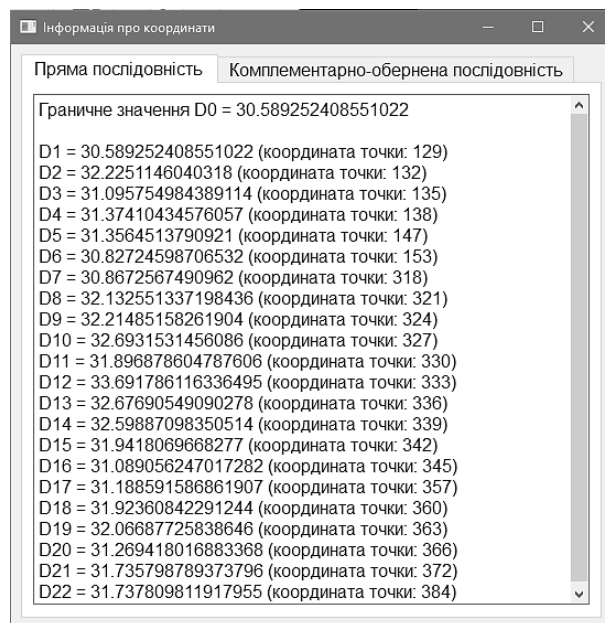 Інформація про координати
Пряма послідовність
Комплементарно-обернена послідовність
Граничне значення D0 = 30.589252408551022
D1 = 30.589252408551022 (координата точки: 129)
D2 = 32.2251146040318 (координата точки: 132)
D3 = 31.095754984389114 (координата точки: 135)
D4 = 31.37410434576057 (координата точки: 138)
D5 = 31.3564513790921 (координата точки: 147)
D6 = 30.82724598706532 (координата точки: 153)
D7 = 30.8672567490962 (координата точки: 318)
D8 = 32.132551337198436 (координата точки: 321)
D9 = 32.21485158261904 (координата точки: 324)
D10 = 32.6931531456086 (координата точки: 327)
D11 = 31.896878604787606 (координата точки: 330)
D12 = 33.691786116336495 (координата точки: 333)
D13 = 32.67690549090278 (координата точки: 336)
D14 = 32.59887098350514 (координата точки: 339)
D15 = 31.9418069668277 (координата точки: 342)
D16 = 31.089056247017282 (координата точки: 345)
D17 = 31.188591586861907 (координата точки: 357)
D18 = 31.92360842291244 (координата точки: 360)
D19 = 32.06687725838646 (координата точки: 363)
D20 = 31.269418016883368 (координата точки: 366)
D21 = 31.735798789373796 (координата точки: 372)
D22 = 31.737809811917955 (координата точки: 384)